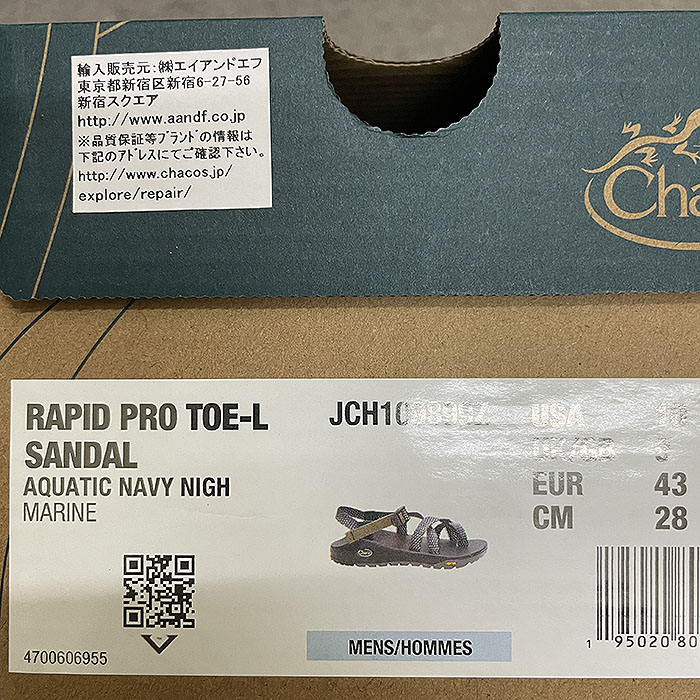 輸入販売元:㈱エイアンドエフ
東京都新宿区新宿6-27-56
新宿スクエア
http://www.aandf.co.jp
※品質保証等ブランドの情報は
下記のアドレスにてご確認下さい。
http://www.chacos.jp/
explore/repair/
RAPID PRO TOE-L
SANDAL
AQUATIC NAVY NIGH
MARINE
USA
EUR 43
CM 28
MENS/HOMMES
4700606955
1 95020 80